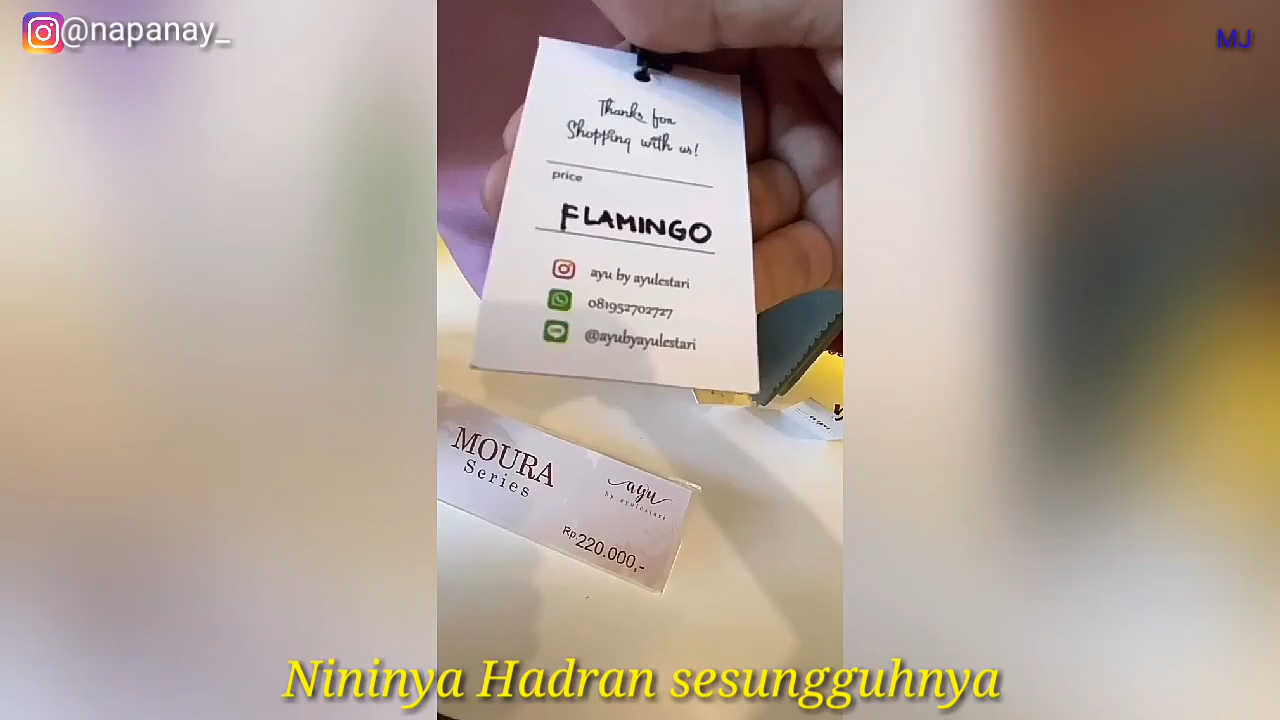 @napanay_
MJ
Thanks for
Shopping with us!
price
FLAMINGO
ayu by ayulestari
081952702727
@ayubyayulestari
ayu
MOURA
Series
ayu
by ayulestari
Rp.220.000,-
Nininya Hadran sesungguhnya